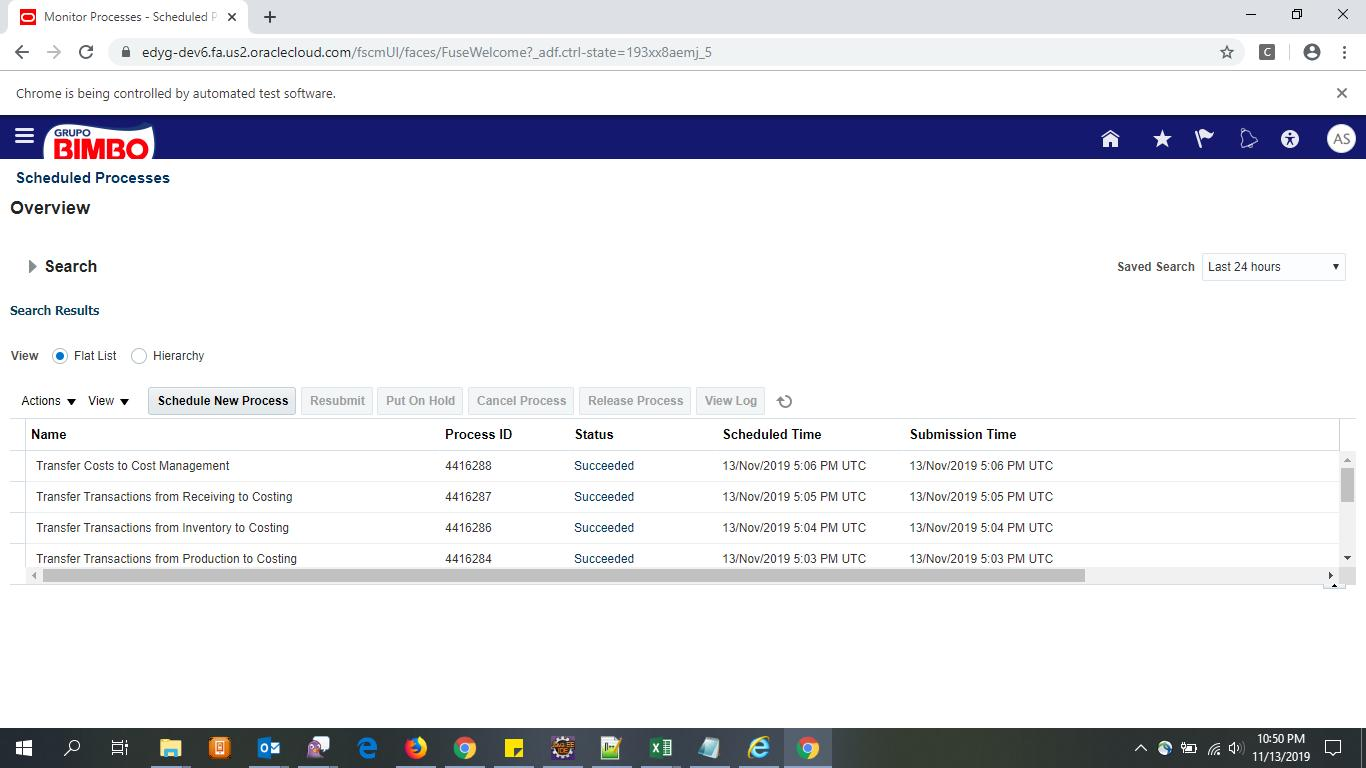 Monitor Processes - Scheduled P
edyg-dev6.fa.us2.oraclecloud.com/fscmUI/faces/FuseWelcome?_adf.ctrl-state=193xx8aemj_5
C
Chrome is being controlled by automated test software.
GRUPO
BIMBO
AS
Scheduled Processes
Overview
Search
Saved Search Last 24 hours
Search Results
View Flat List Hierarchy
Actions View Schedule New Process Resubmit Put On Hold Cancel Process Release Process View Log
Name Process ID Status Scheduled Time Submission Time
Transfer Costs to Cost Management 4416288 Succeeded 13/Nov/2019 5:06 PM UTC 13/Nov/2019 5:06 PM UTC
Transfer Transactions from Receiving to Costing 4416287 Succeeded 13/Nov/2019 5:05 PM UTC 13/Nov/2019 5:05 PM UTC
Transfer Transactions from Inventory to Costing 4416286 Succeeded 13/Nov/2019 5:04 PM UTC 13/Nov/2019 5:04 PM UTC
Transfer Transactions from Production to Costing 4416284 Succeeded 13/Nov/2019 5:03 PM UTC 13/Nov/2019 5:03 PM UTC
10:50 PM
11/13/2019